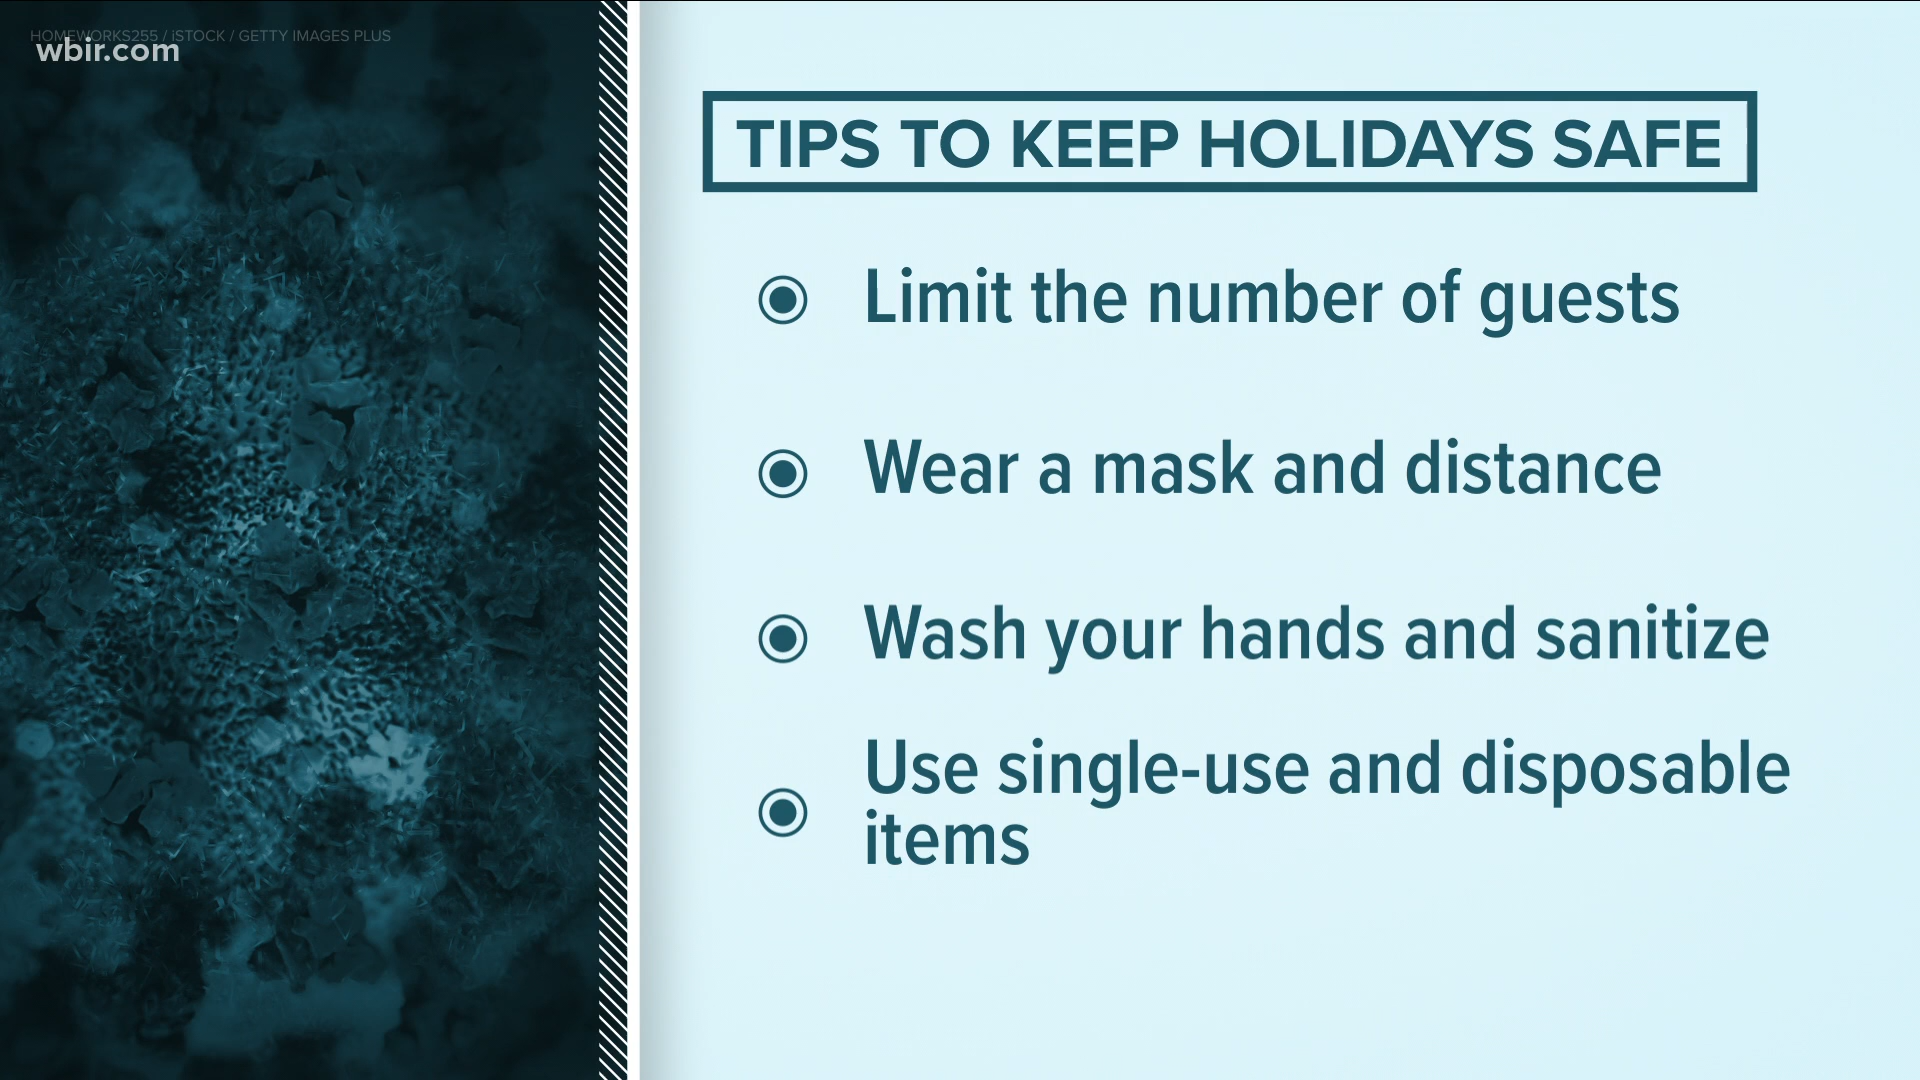 HOMEWORKS255 / iSTOCK / GETTY IMAGES PLUS
wbir.com
TIPS TO KEEP HOLIDAYS SAFE
Limit the number of guests
Wear a mask and distance
Wash your hands and sanitize
Use single-use and disposable
items